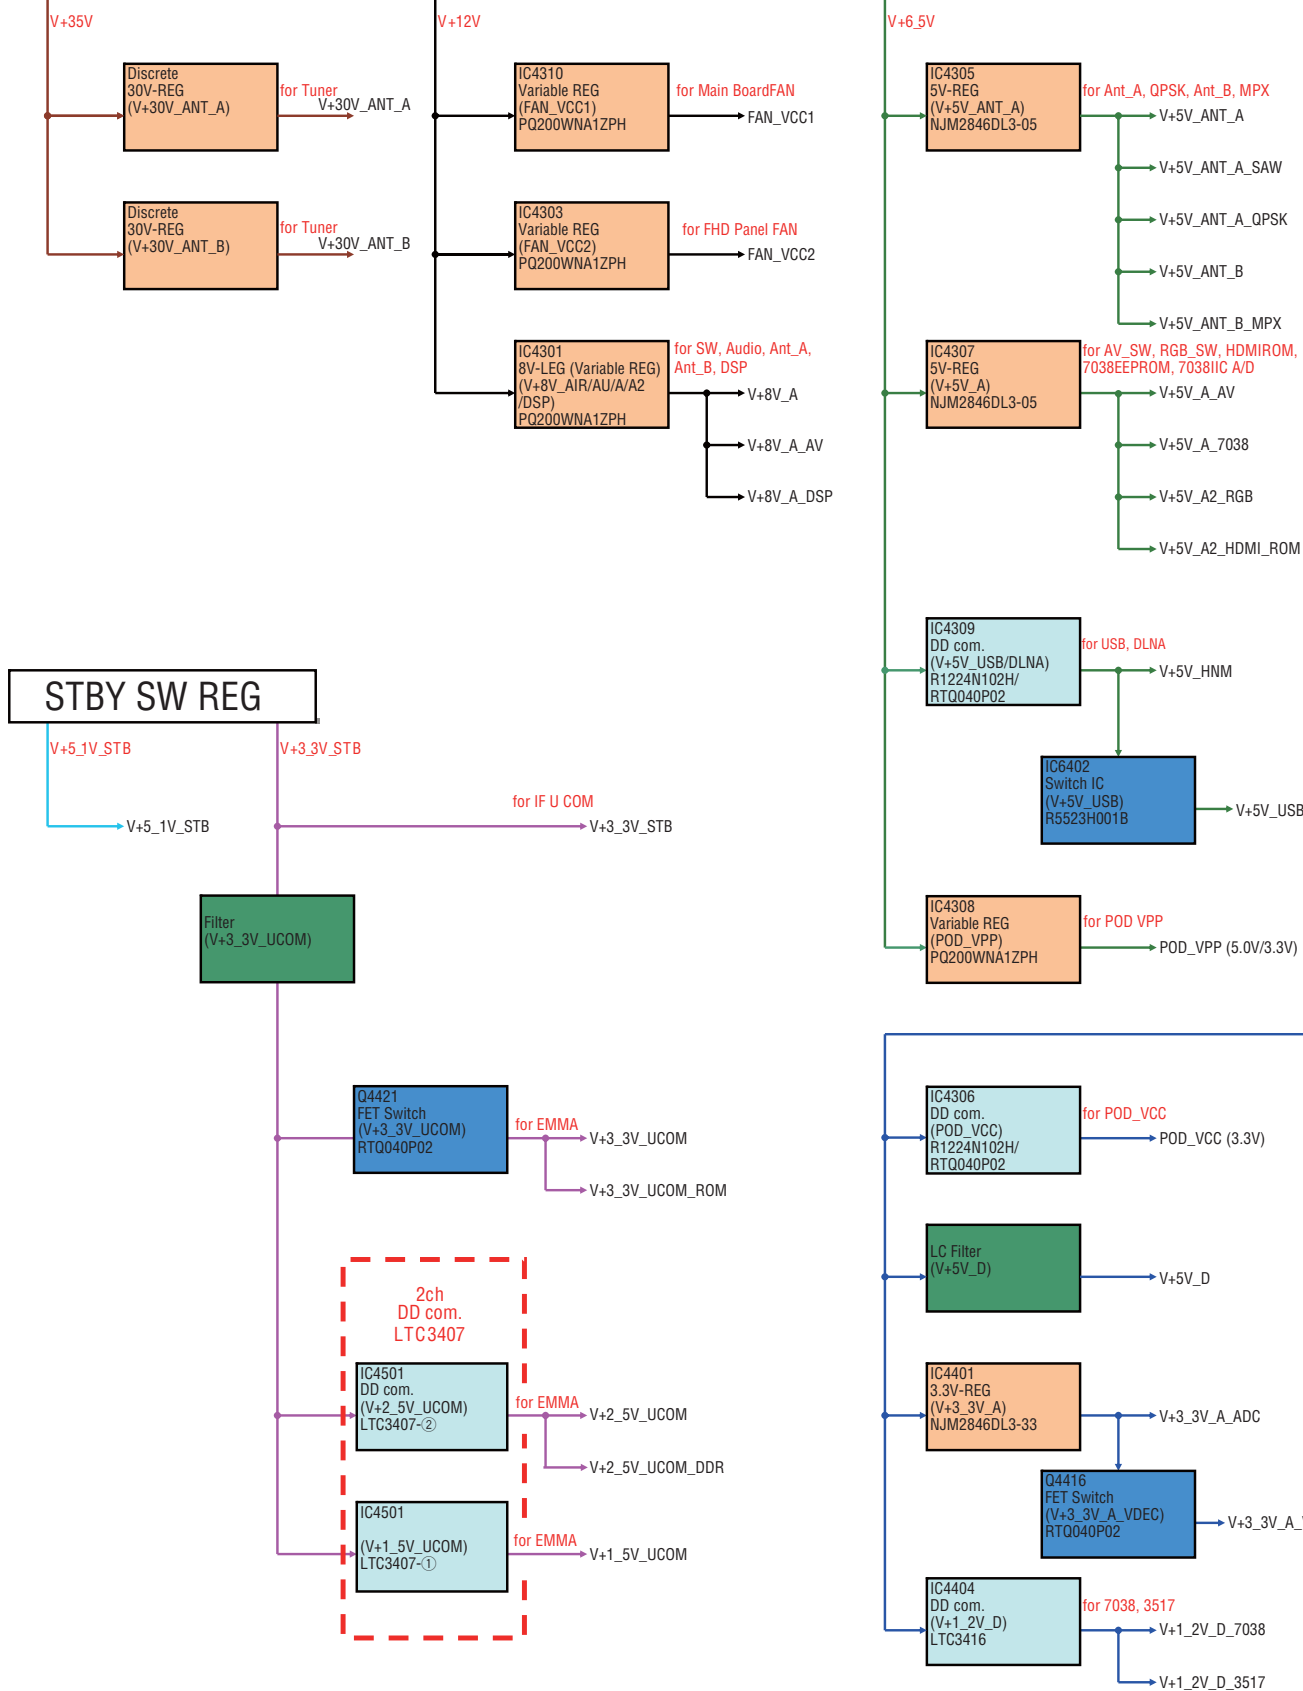 V+35V
Discrete
30V-REG
(V+30V_ANT_A)
for Tuner
V+30V_ANT_A
Discrete
30V-REG
(V+30V_ANT_B)
for Tuner
V+30V_ANT_B
V+12V
IC4310
Variable REG
(FAN_VCC1)
PQ200WNA1ZPH
for Main BoardFAN
FAN_VCC1
IC4303
Variable REG
(FAN_VCC2)
PQ200WNA1ZPH
for FHD Panel FAN
FAN_VCC2
IC4301
8V-LEG (Variable REG)
(V+8V_AIR/AU/A/A2
/DSP)
PQ200WNA1ZPH
for SW, Audio, Ant_A,
Ant_B, DSP
V+8V_A
V+8V_A_AV
V+8V_A_DSP
V+6_5V
IC4305
5V-REG
(V+5V_ANT_A)
NJM2846DL3-05
for Ant_A, QPSK, Ant_B, MPX
V+5V_ANT_A
V+5V_ANT_A_SAW
V+5V_ANT_A_QPSK
V+5V_ANT_B
V+5V_ANT_B_MPX
IC4307
5V-REG
(V+5V_A)
NJM2846DL3-05
for AV_SW, RGB_SW, HDMIROM,
7038EEPROM, 7038IIC A/D
V+5V_A_AV
V+5V_A_7038
V+5V_A2_RGB
V+5V_A2_HDMI_ROM
IC4309
DD com.
(V+5V_USB/DLNA)
R1224N102H/
RTQ040P02
for USB, DLNA
V+5V_HNM
IC6402
Switch IC
(V+5V_USB)
R5523H001B
V+5V_USB
IC4308
Variable REG
(POD_VPP)
PQ200WNA1ZPH
for POD VPP
POD_VPP (5.0V/3.3V)
STBY SW REG
V+5_1V_STB
V+5_1V_STB
V+3_3V_STB
for IF U COM
V+3_3V_STB
Filter
(V+3_3V_UCOM)
Q4421
FET Switch
(V+3_3V_UCOM)
RTQ040P02
for EMMA
V+3_3V_UCOM
V+3_3V_UCOM_ROM
2ch
DD com.
LTC3407
IC4501
DD com.
(V+2_5V_UCOM)
LTC3407-②
for EMMA
V+2_5V_UCOM
V+2_5V_UCOM_DDR
IC4501
(V+1_5V_UCOM)
LTC3407-①
for EMMA
V+1_5V_UCOM
IC4306
DD com.
(POD_VCC)
R1224N102H/
RTQ040P02
for POD_VCC
POD_VCC (3.3V)
LC Filter
(V+5V_D)
V+5V_D
IC4401
3.3V-REG
(V+3_3V_A)
NJM2846DL3-33
V+3_3V_A_ADC
Q4416
FET Switch
(V+3_3V_A_VDEC)
RTQ040P02
V+3_3V_A_
IC4404
DD com.
(V+1_2V_D)
LTC3416
for 7038, 3517
V+1_2V_D_7038
V+1_2V_D_3517